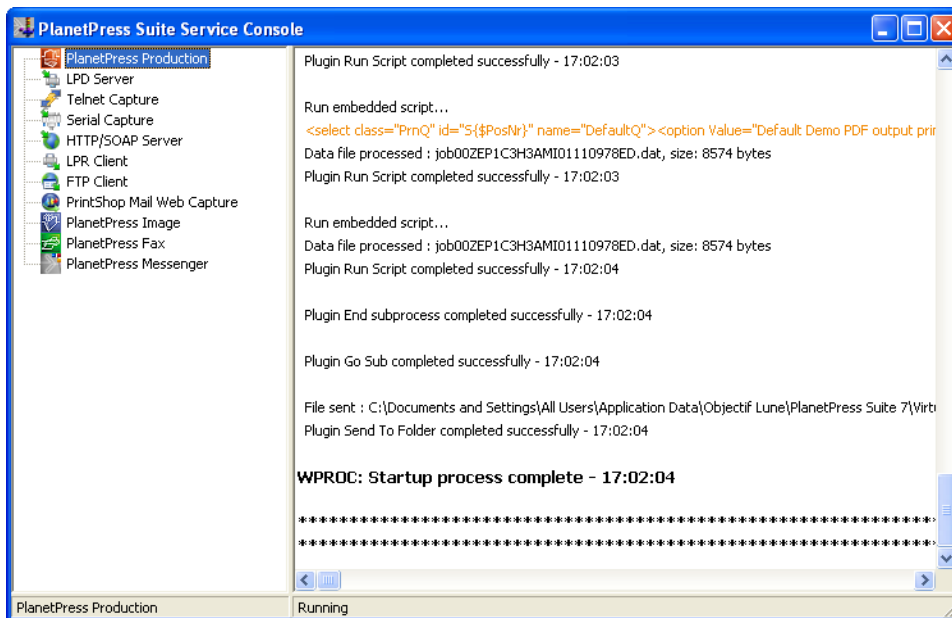 PlanetPress Suite Service Console
PlanetPress Production
LPD Server
Telnet Capture
Serial Capture
HTTP/SOAP Server
LPR Client
FTP Client
PrintShop Mail Web Capture
PlanetPress Image
PlanetPress Fax
PlanetPress Messenger
Plugin Run Script completed successfully - 17:02:03
Run embedded script...
<select class="PrnQ" id="S{$PosNr}" name="DefaultQ"><option Value="Default Demo PDF output prin
Data file processed : job00ZEP1C3H3AMI01110978ED.dat, size: 8574 bytes
Plugin Run Script completed successfully - 17:02:03
Run embedded script...
Data file processed : job00ZEP1C3H3AMI01110978ED.dat, size: 8574 bytes
Plugin Run Script completed successfully - 17:02:04
Plugin End subprocess completed successfully - 17:02:04
Plugin Go Sub completed successfully - 17:02:04
File sent : C:\Documents and Settings\All Users\Application Data\Objectif Lune\PlanetPress Suite 7\Virtu
Plugin Send To Folder completed successfully - 17:02:04
WPROC: Startup process complete - 17:02:04
******************************************************************************
******************************************************************************
PlanetPress Production
Running